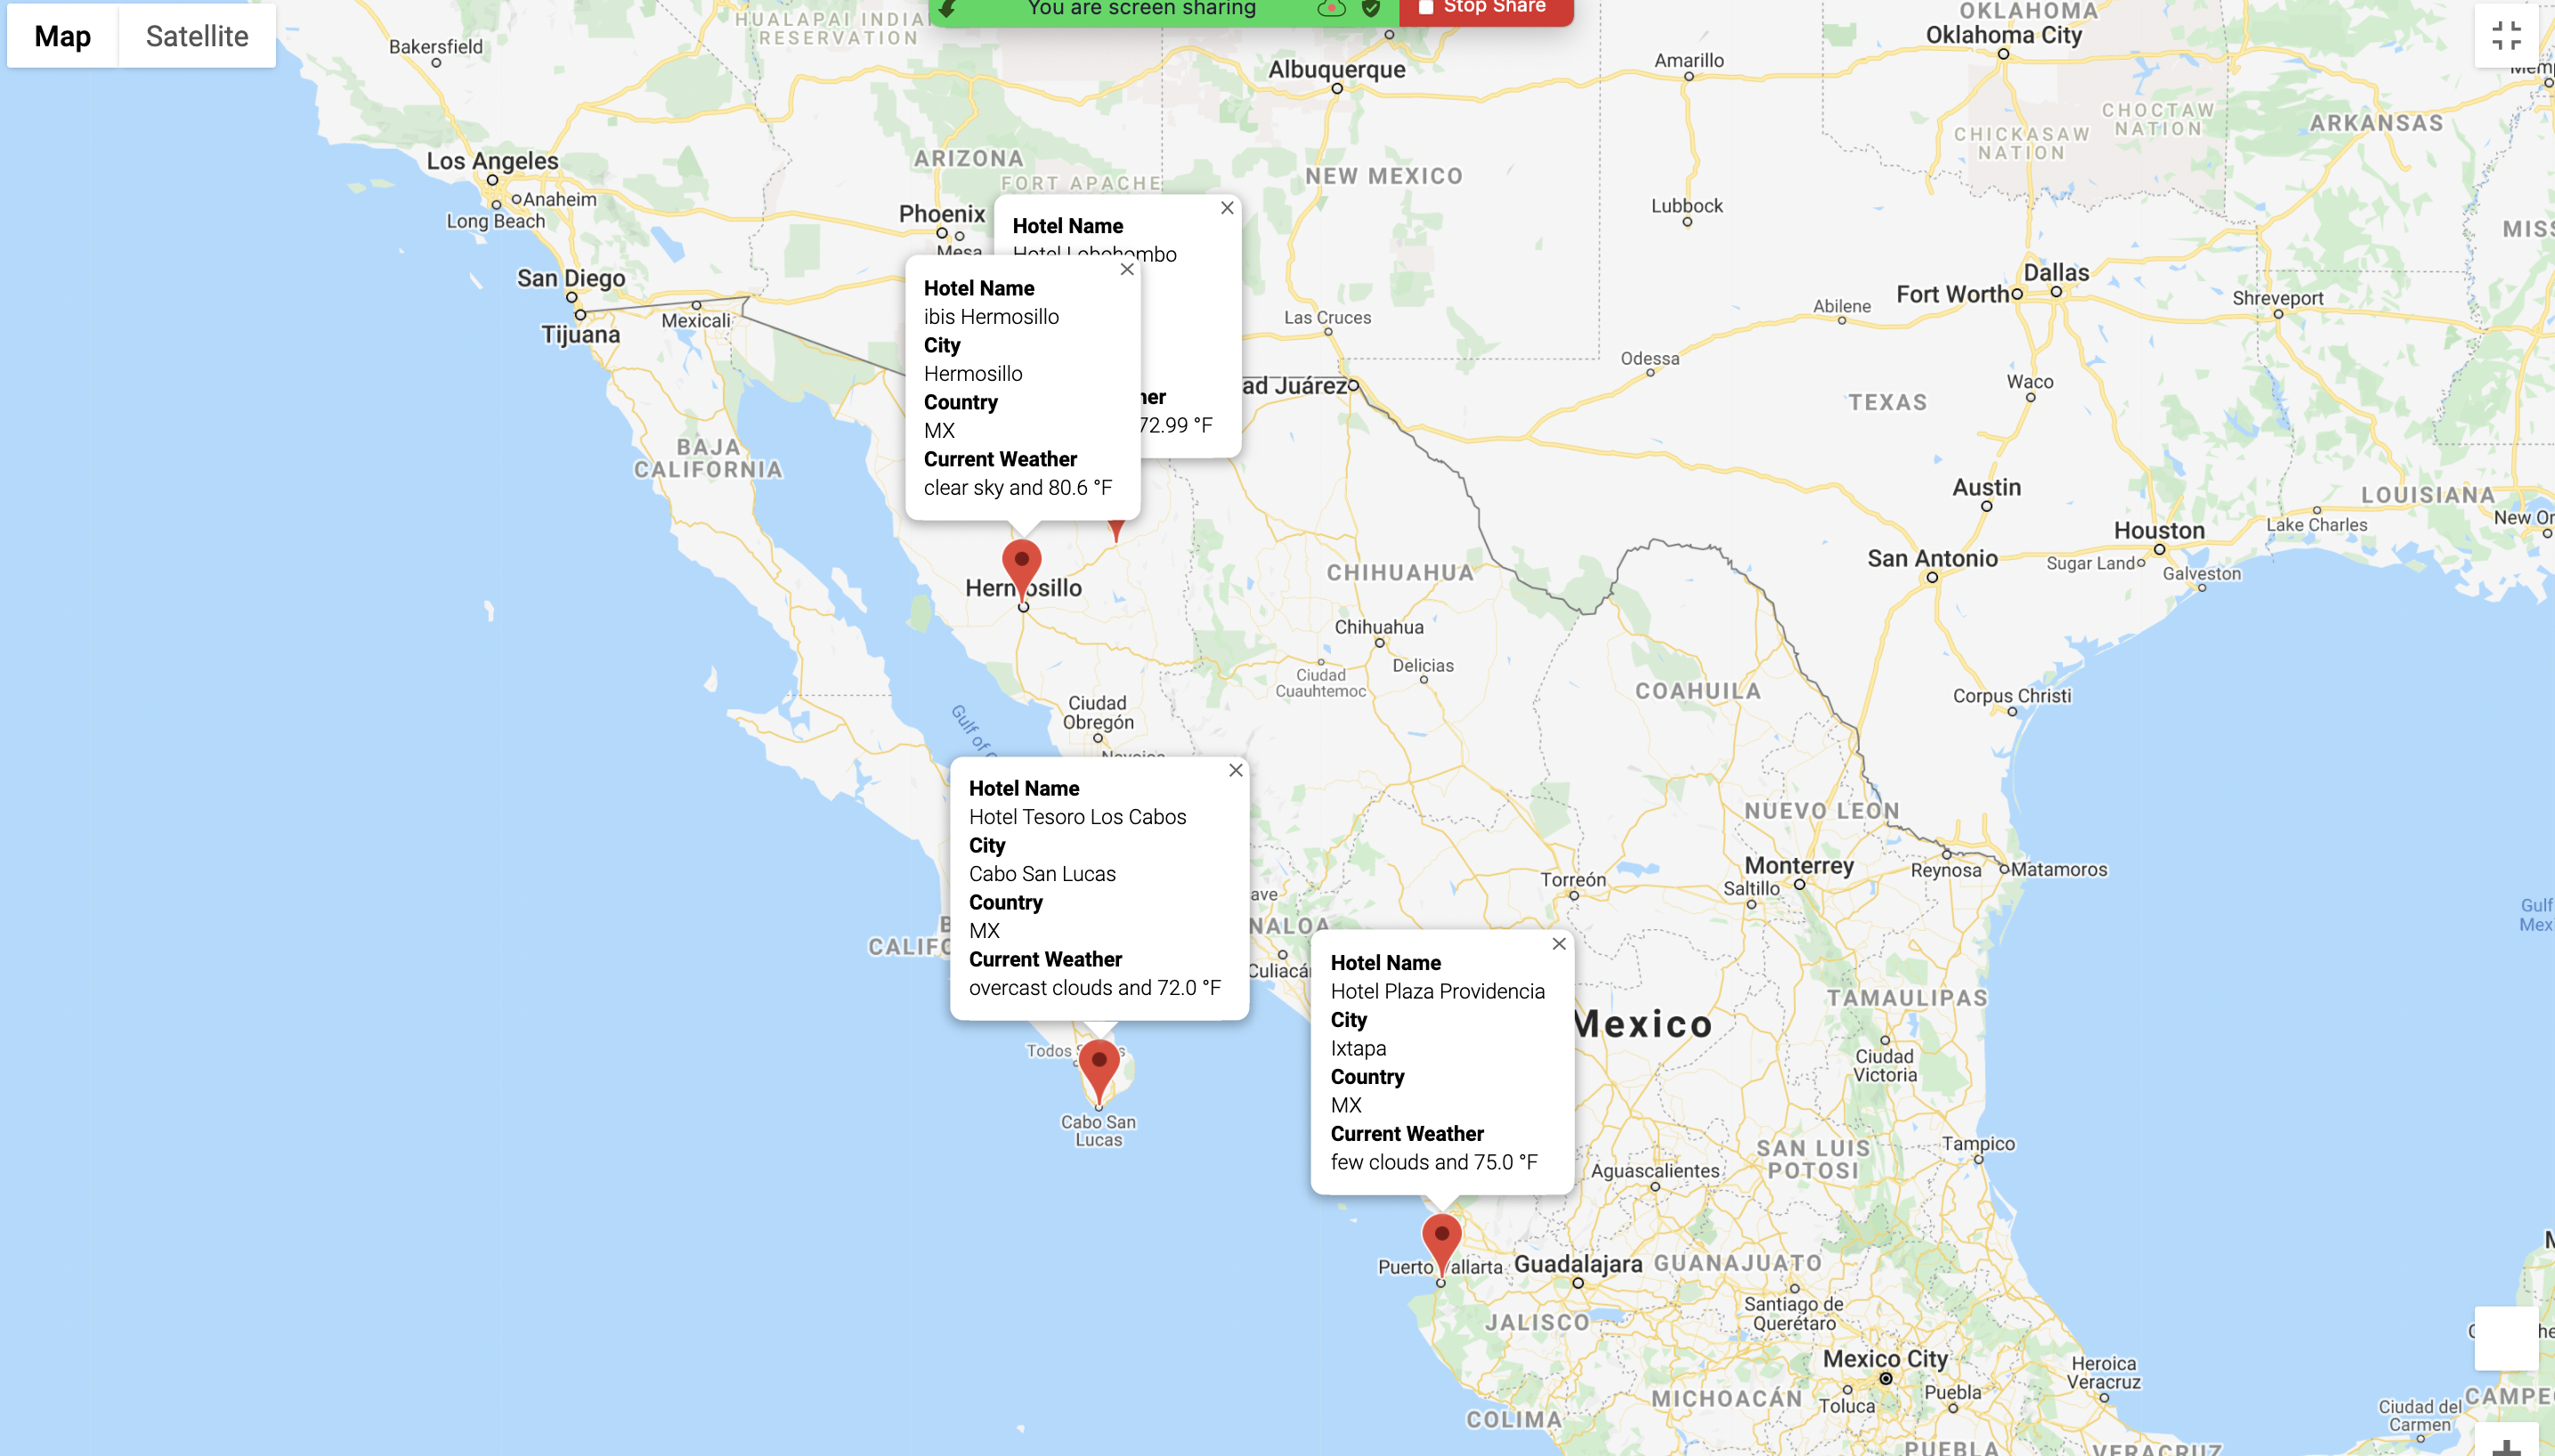 Map
Satellite
You are screen sharing
Stop Share
HUALAPAI INDIA
RESERVATION
Bakersfield
Albuquerque
Amarillo
OKLAHOMA
Oklahoma City
CHOCTAW
NATION
CHICKASAW
NATION
ARKANSAS
Los Angeles
Anaheim
Long Beach
ARIZONA
FORT APACHE
NEW MEXICO
Phoenix
Mesa
Lubbock
MISS
San Diego
Tijuana
Mexicali
Las Cruces
Abilene
Fort Worth
Dallas
Shreveport
Odessa
ad Juárez
Waco
TEXAS
BAJA
CALIFORNIA
Austin
LOUISIANA
Houston
Lake Charles
New Or
San Antonio
Sugar Land
Galveston
Hotel Name
Hotel Lobohombo
her
72.99 °F
Hotel Name
ibis Hermosillo
City
Hermosillo
Country
MX
Current Weather
clear sky and 80.6 °F
Hermosillo
CHIHUAHUA
Chihuahua
Delicias
Ciudad
Cuauhtemoc
COAHUILA
Corpus Christi
Ciudad
Obregón
Gulf of
NUEVO LEON
Monterrey
Saltillo
Reynosa
Matamoros
Torreón
Hotel Name
Hotel Tesoro Los Cabos
City
Cabo San Lucas
Country
MX
Current Weather
overcast clouds and 72.0 °F
ave
B
CALIFO
NALOA
Culiacá
Gulf
Mex
TAMAULIPAS
Mexico
Hotel Name
Hotel Plaza Providencia
City
Ixtapa
Country
MX
Current Weather
few clouds and 75.0 °F
Todos
Cabo San
Lucas
Ciudad
Victoria
SAN LUIS
POTOSI
Tampico
Aguascalientes
Puerto Vallarta
Guadalajara
GUANAJUATO
Santiago de
Querétaro
JALISCO
Mexico City
Toluca
Puebla
Heroica
Veracruz
MICHOACÁN
COLIMA
Ciudad del
Carmen
CAMPE
PUEBLA
VERACRUZ